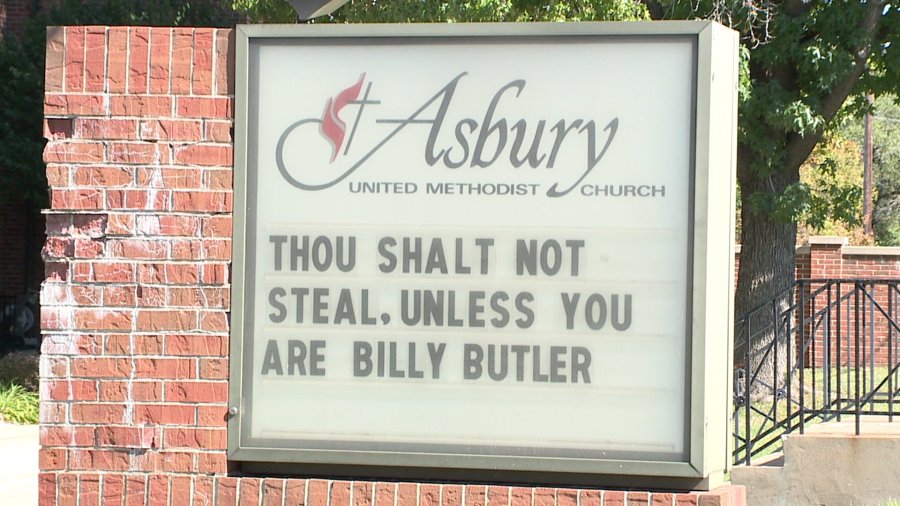 Asbury
UNITED METHODIST CHURCH
THOU SHALT NOT
STEAL, UNLESS YOU
ARE BILLY BUTLER